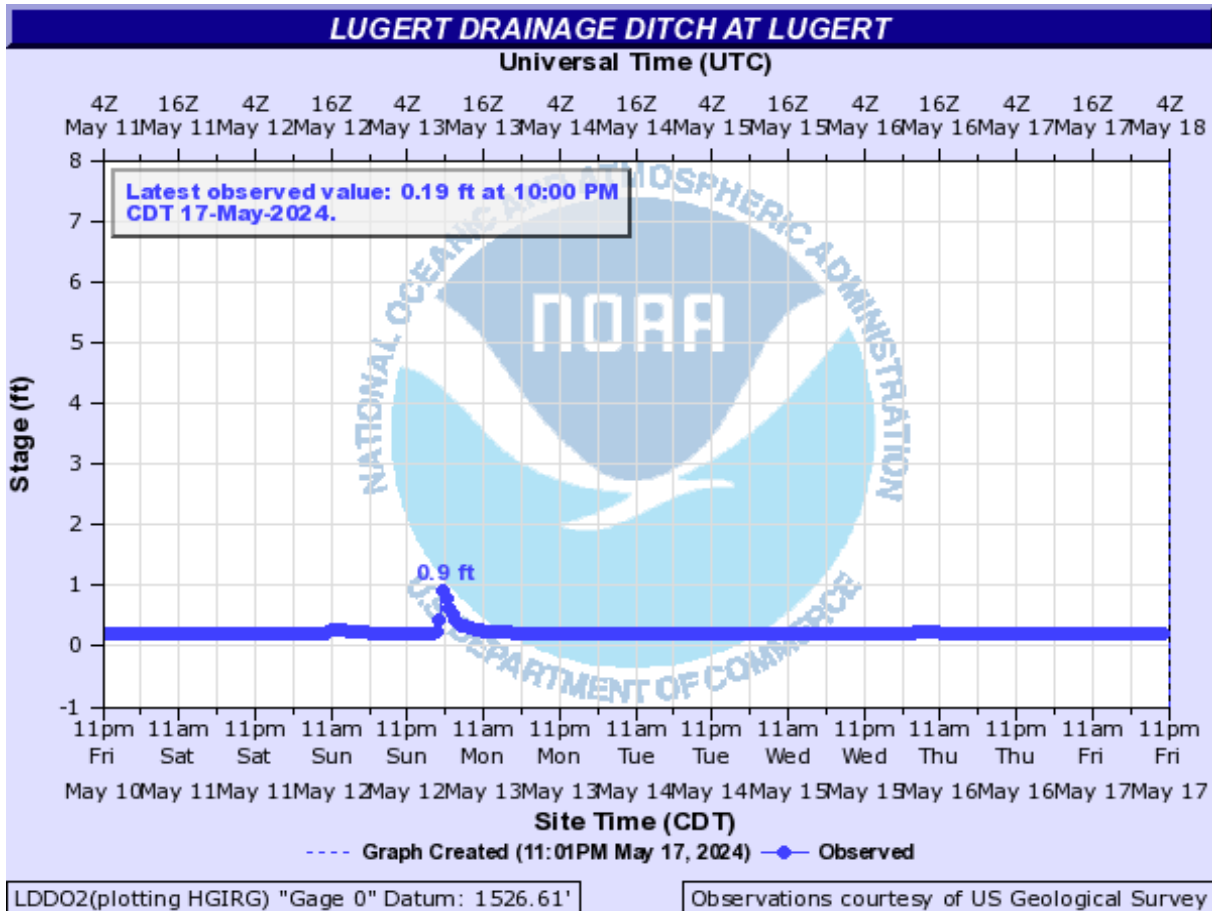 LUGERT DRAINAGE DITCH AT LUGERT
Universal Time (UTC)
4Z 16Z 4Z 16Z 4Z 16Z 4Z 16Z 4Z 16Z 4Z 16Z 4Z 16Z 4Z
May 11 May 11 May 12 May 12 May 13 May 13 May 14 May 14 May 15 May 15 May 16 May 16 May 17 May 17 May 18
Latest observed value: 0.19 ft at 10:00 PM
CDT 17-May-2024.
NATIONAL OCEANIC AND ATMOSPHERIC ADMINISTRATION
NOAA
U.S. DEPARTMENT OF COMMERCE
Stage (ft)
8
7
6
5
4
3
2
1
0
-1
0.9 ft
11pm 11am 11pm 11am 11pm 11am 11pm 11am 11pm 11am 11pm 11am 11pm 11am 11pm
Fri Sat Sat Sun Sun Mon Mon Tue Tue Wed Wed Thu Thu Fri Fri
May 10 May 11 May 11 May 12 May 12 May 13 May 13 May 14 May 14 May 15 May 15 May 16 May 16 May 17 May 17
Site Time (CDT)
Graph Created (11:01PM May 17, 2024) Observed
LDDO2(plotting HGIRG) "Gage 0" Datum: 1526.61'
Observations courtesy of US Geological Survey